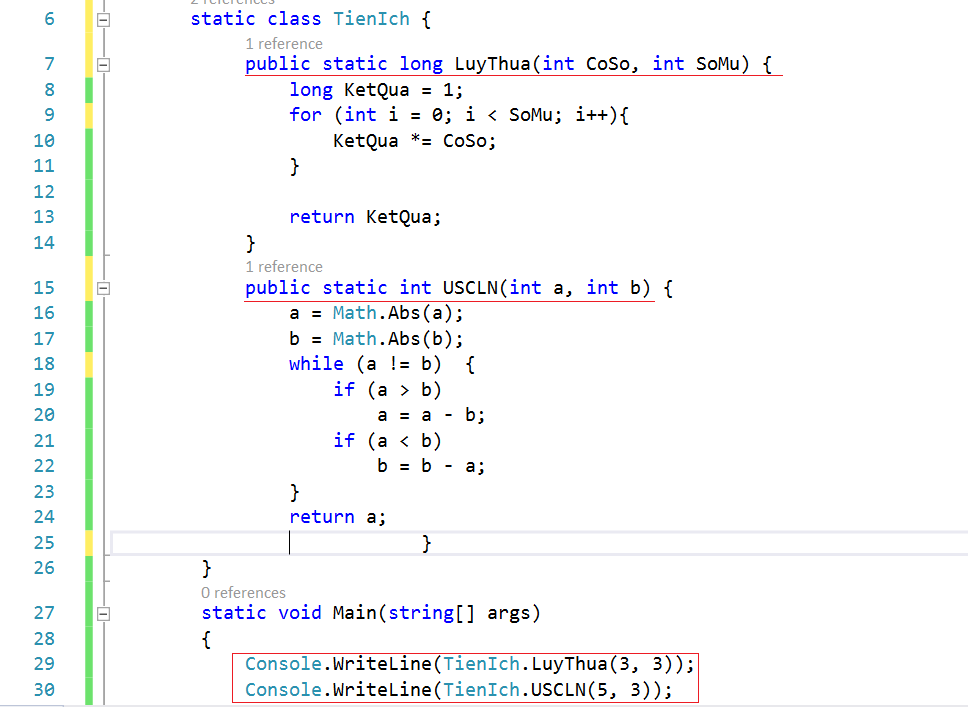 2 references
6 static class TienIch {
1 reference
7 public static long LuyThua(int CoSo, int SoMu) {
8 long KetQua = 1;
9 for (int i = 0; i < SoMu; i++){
10 KetQua *= CoSo;
11 }
12
13 return KetQua;
14 }
1 reference
15 public static int USCLN(int a, int b) {
16 a = Math.Abs(a);
17 b = Math.Abs(b);
18 while (a != b)  {
19 if (a > b)
20 a = a - b;
21 if (a < b)
22 b = b - a;
23 }
24 return a;
25 }
26 }
0 references
27 static void Main(string[] args)
28 {
29 Console.WriteLine(TienIch.LuyThua(3, 3));
30 Console.WriteLine(TienIch.USCLN(5, 3));